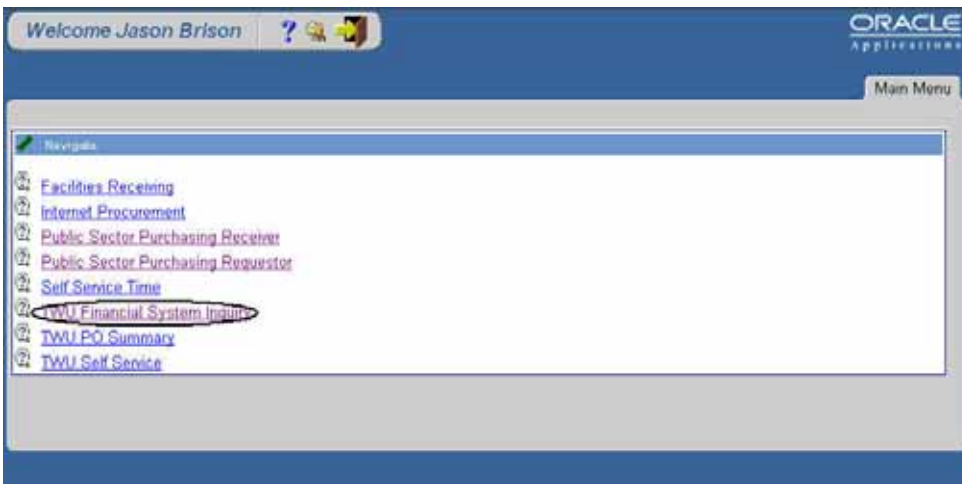 Welcome Jason Brison ?
ORACLE
Applications
Main Menu
Navigate
Facilities Receiving
Internet Procurement
Public Sector Purchasing Receiver
Public Sector Purchasing Requestor
Self Service Time
TWU Financial System Inquiry
TWU PO Summary
TWU Self Service